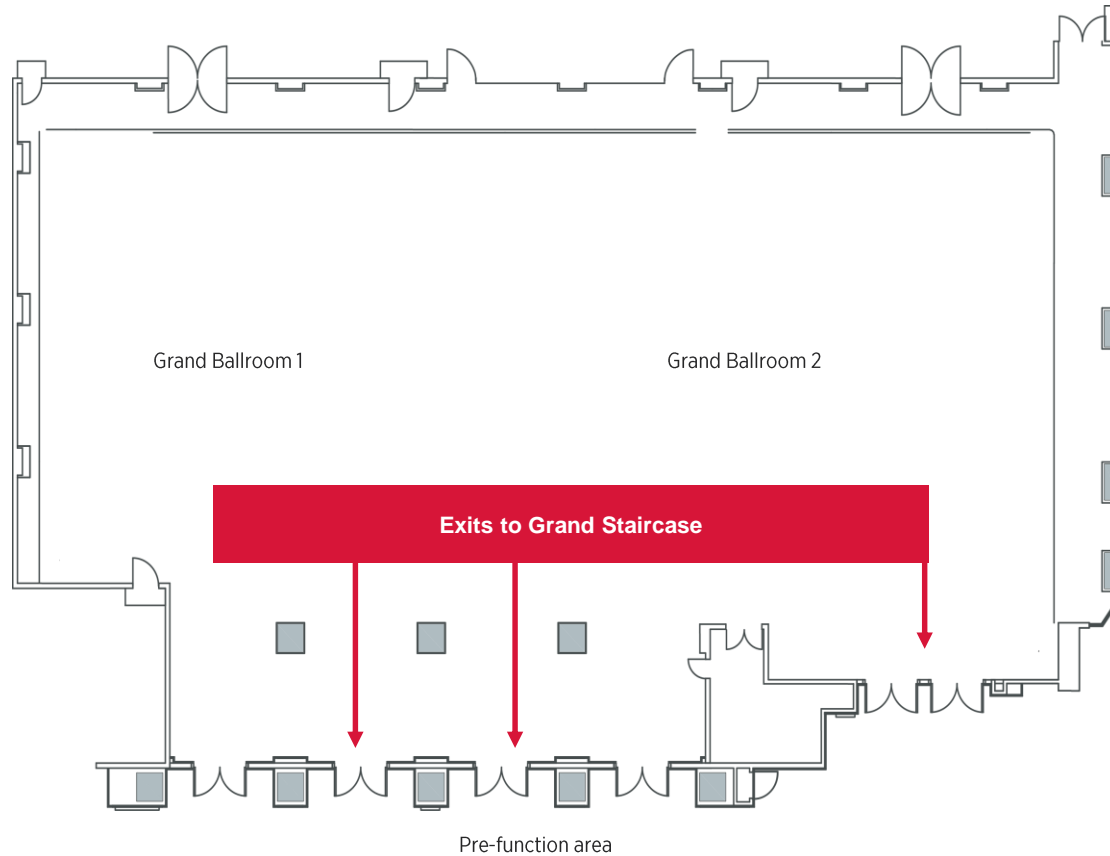 Grand Ballroom 1
Grand Ballroom 2
Exits to Grand Staircase
Pre-function area